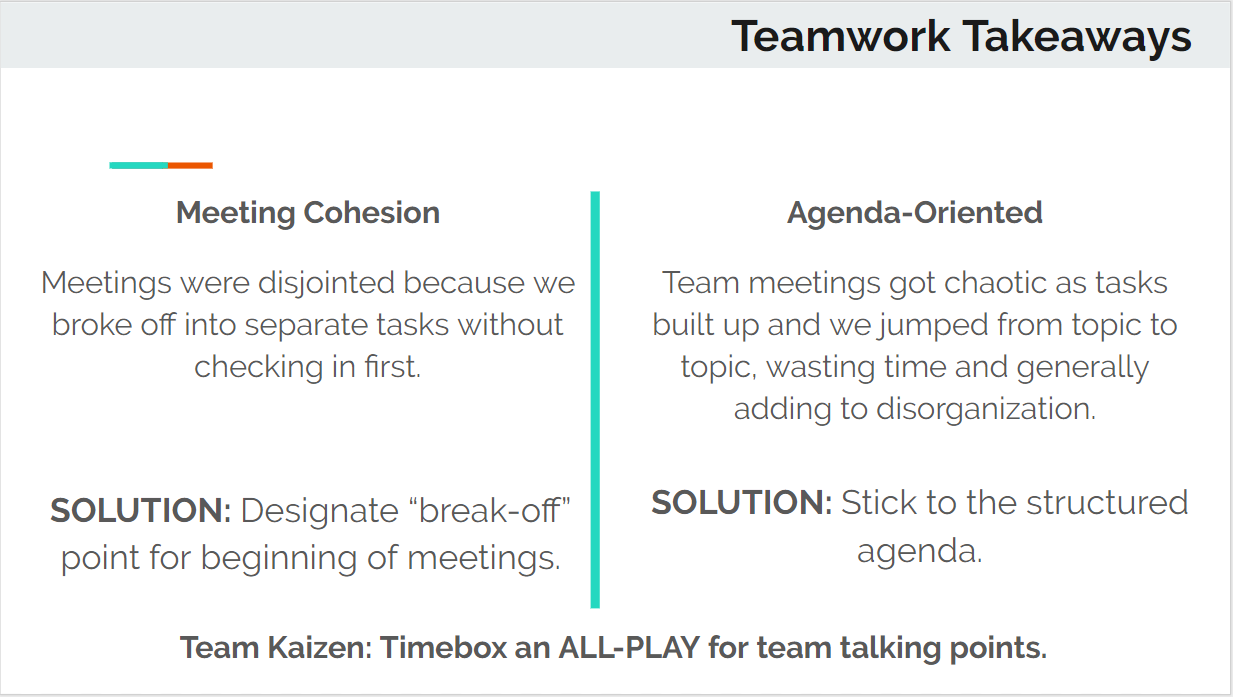 Teamwork Takeaways
Meeting Cohesion
Meetings were disjointed because we
broke off into separate tasks without
checking in first.
SOLUTION: Designate “break-off”
point for beginning of meetings.
Agenda-Oriented
Team meetings got chaotic as tasks
built up and we jumped from topic to
topic, wasting time and generally
adding to disorganization.
SOLUTION: Stick to the structured
agenda.
Team Kaizen: Timebox an ALL-PLAY for team talking points.